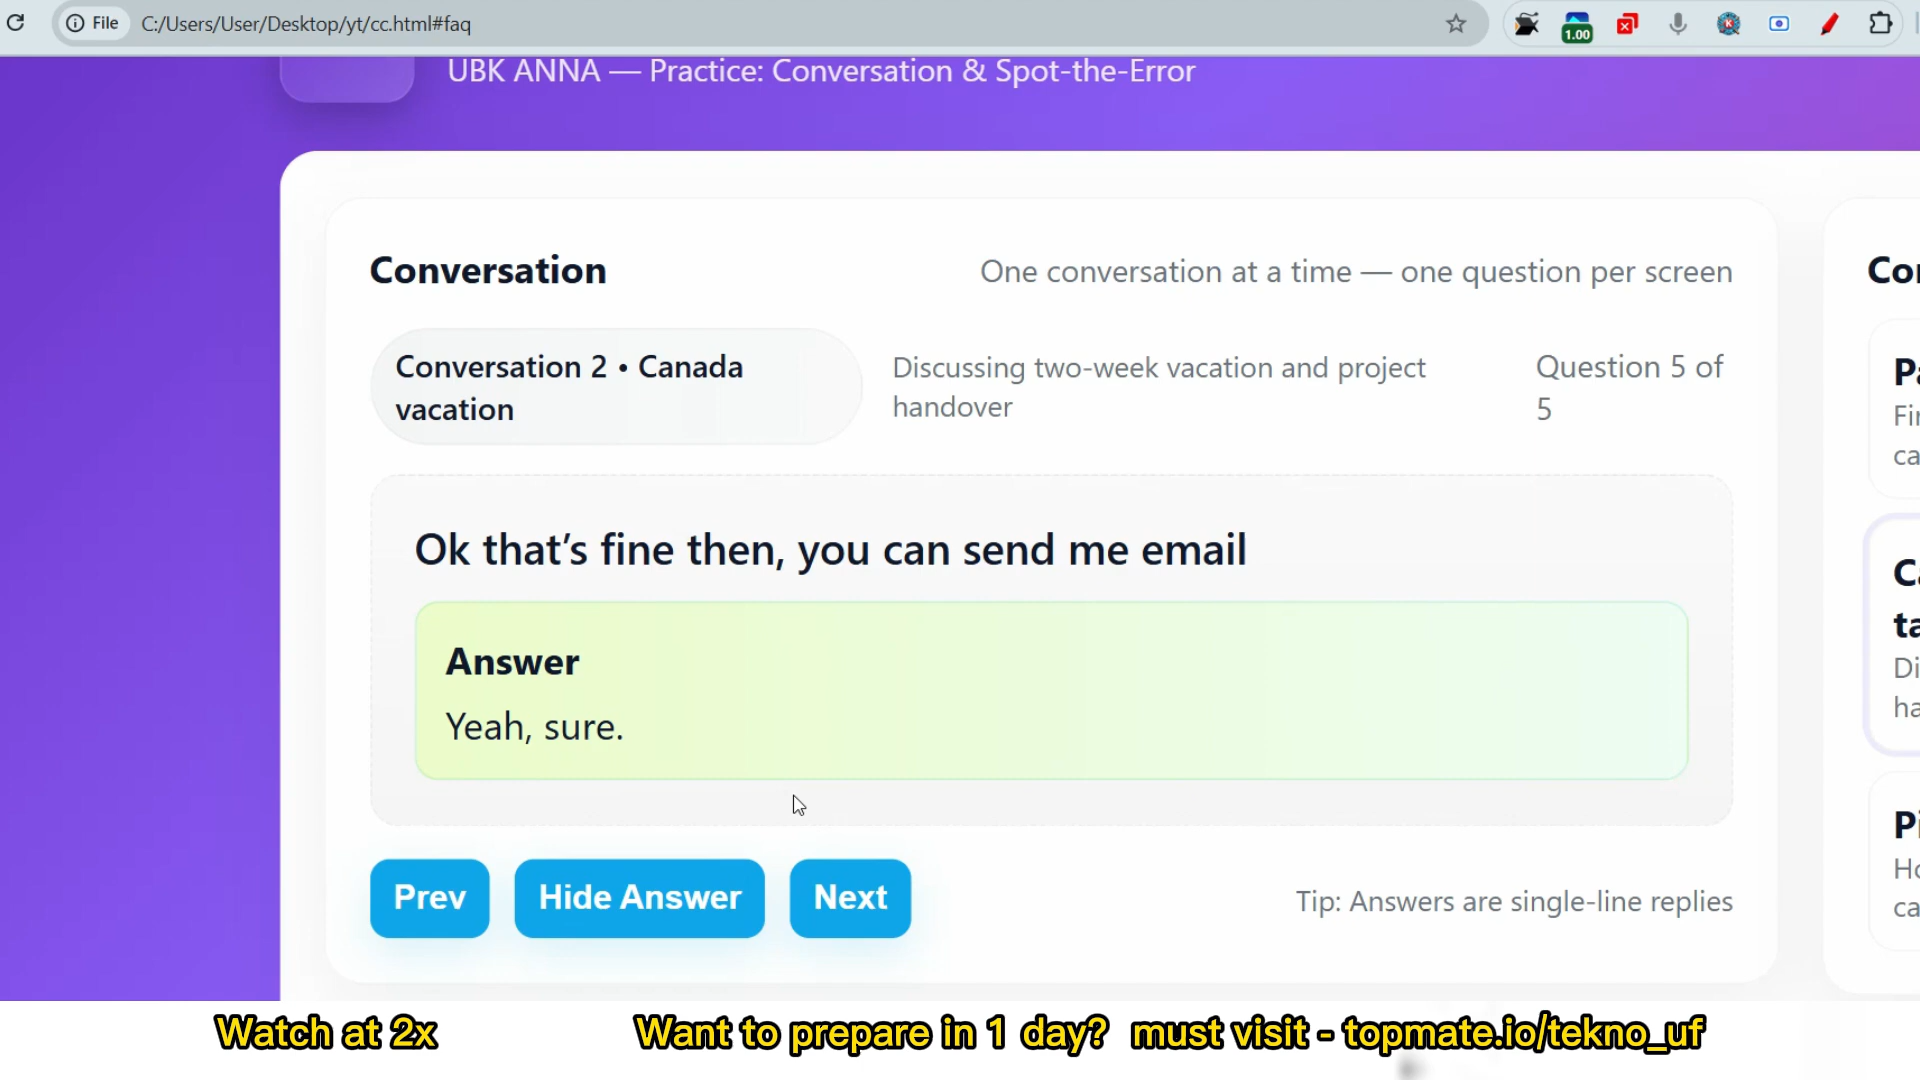 File
C:/Users/User/Desktop/yt/cc.html#faq
1.00
UBK ANNA — Practice: Conversation & Spot-the-Error
Conversation
One conversation at a time — one question per screen
Conversation 2 • Canada
vacation
Discussing two-week vacation and project
handover
Question 5 of
5
Ok that’s fine then, you can send me email
Answer
Yeah, sure.
Prev
Hide Answer
Next
Tip: Answers are single-line replies
Watch at 2x
Want to prepare in 1 day? must visit - topmate.io/tekno_uf